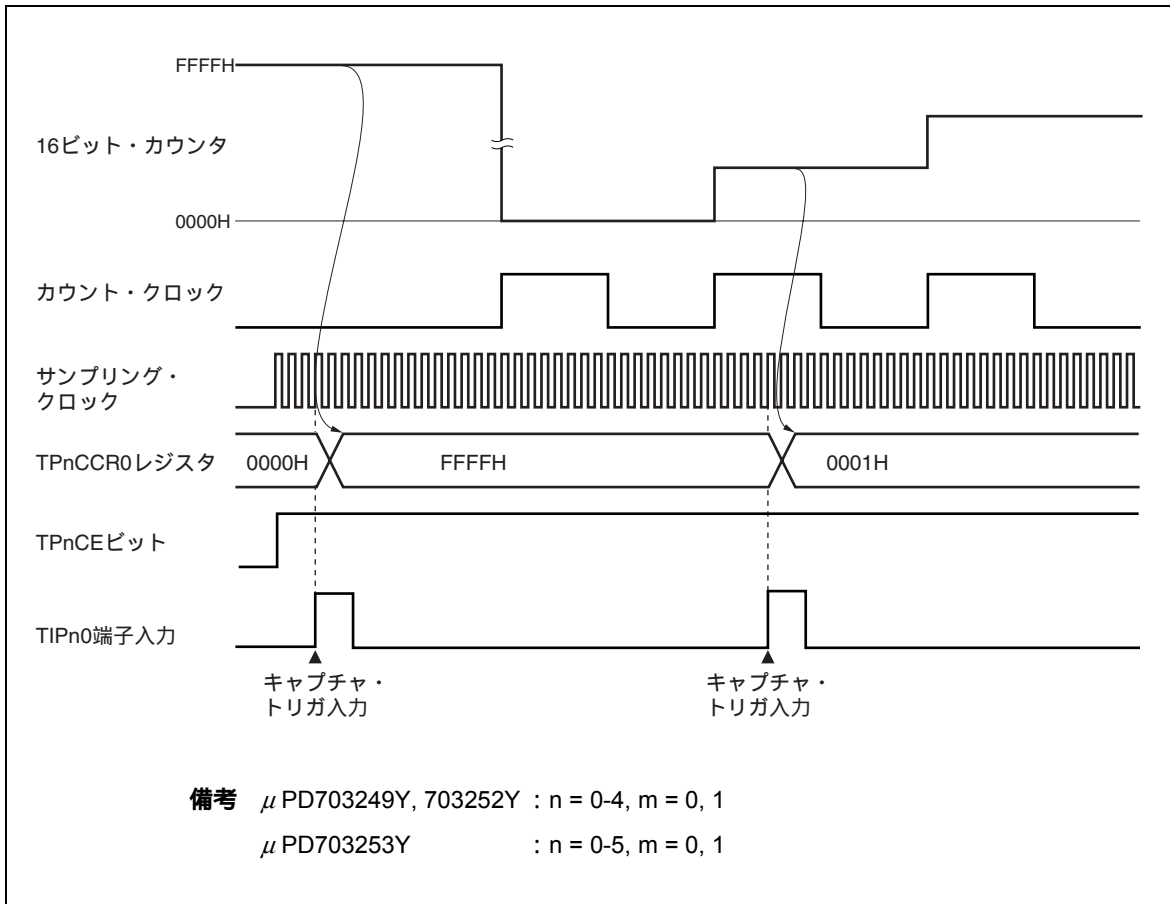 FFFFH
16ビット・カウンタ
0000H
カウント・クロック
サンプリング・
クロック
TPnCCR0レジスタ 0000H FFFFH 0001H
TPnCEビット
TIPn0端子入力
キャプチャ・
トリガ入力
キャプチャ・
トリガ入力
備考 μ PD703249Y, 703252Y : n = 0-4, m = 0, 1
μ PD703253Y : n = 0-5, m = 0, 1